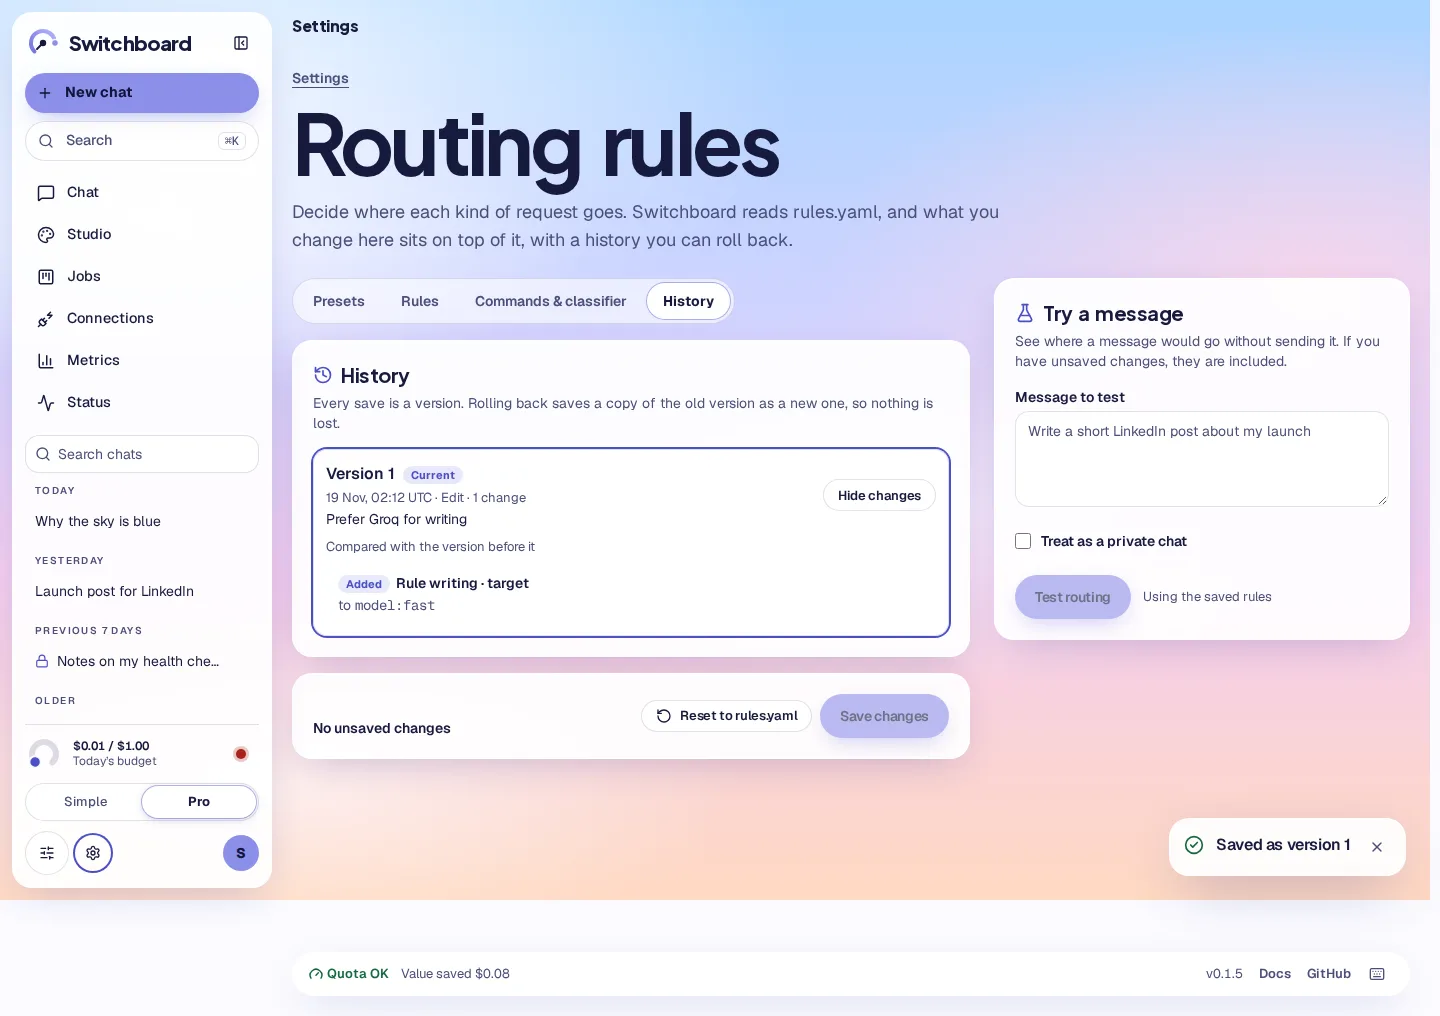 Switchboard
New chat
Search
⌘K
Chat
Studio
Jobs
Connections
Metrics
Status
Search chats
TODAY
Why the sky is blue
YESTERDAY
Launch post for LinkedIn
PREVIOUS 7 DAYS
Notes on my health che…
OLDER
$0.01 / $1.00
Today's budget
Simple
Pro
S
Settings
Settings
Routing rules
Decide where each kind of request goes. Switchboard reads rules.yaml, and what you
change here sits on top of it, with a history you can roll back.
Presets
Rules
Commands & classifier
History
History
Every save is a version. Rolling back saves a copy of the old version as a new one, so nothing is
lost.
Version 1
Current
19 Nov, 02:12 UTC · Edit · 1 change
Prefer Groq for writing
Hide changes
Compared with the version before it
Added
Rule writing · target
to model:fast
No unsaved changes
Reset to rules.yaml
Save changes
Try a message
See where a message would go without sending it. If you
have unsaved changes, they are included.
Message to test
Write a short LinkedIn post about my launch
Treat as a private chat
Test routing
Using the saved rules
Saved as version 1
Quota OK
Value saved $0.08
v0.1.5
Docs
GitHub